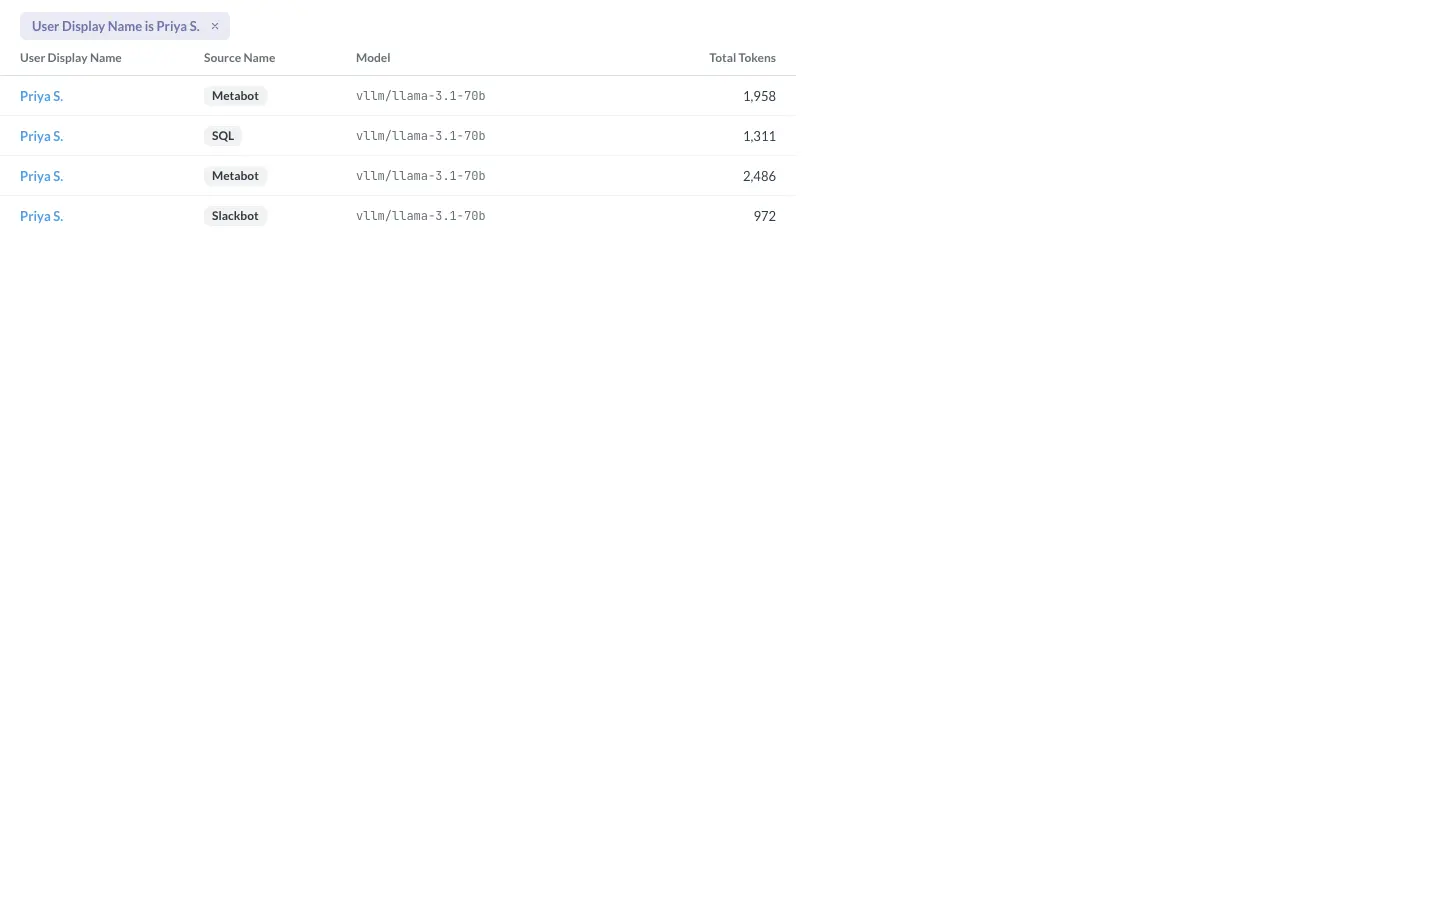 User Display Name is Priya S. ×
User Display Name Source Name Model Total Tokens
Priya S. Metabot vllm/llama-3.1-70b 1,958
Priya S. SQL vllm/llama-3.1-70b 1,311
Priya S. Metabot vllm/llama-3.1-70b 2,486
Priya S. Slackbot vllm/llama-3.1-70b 972